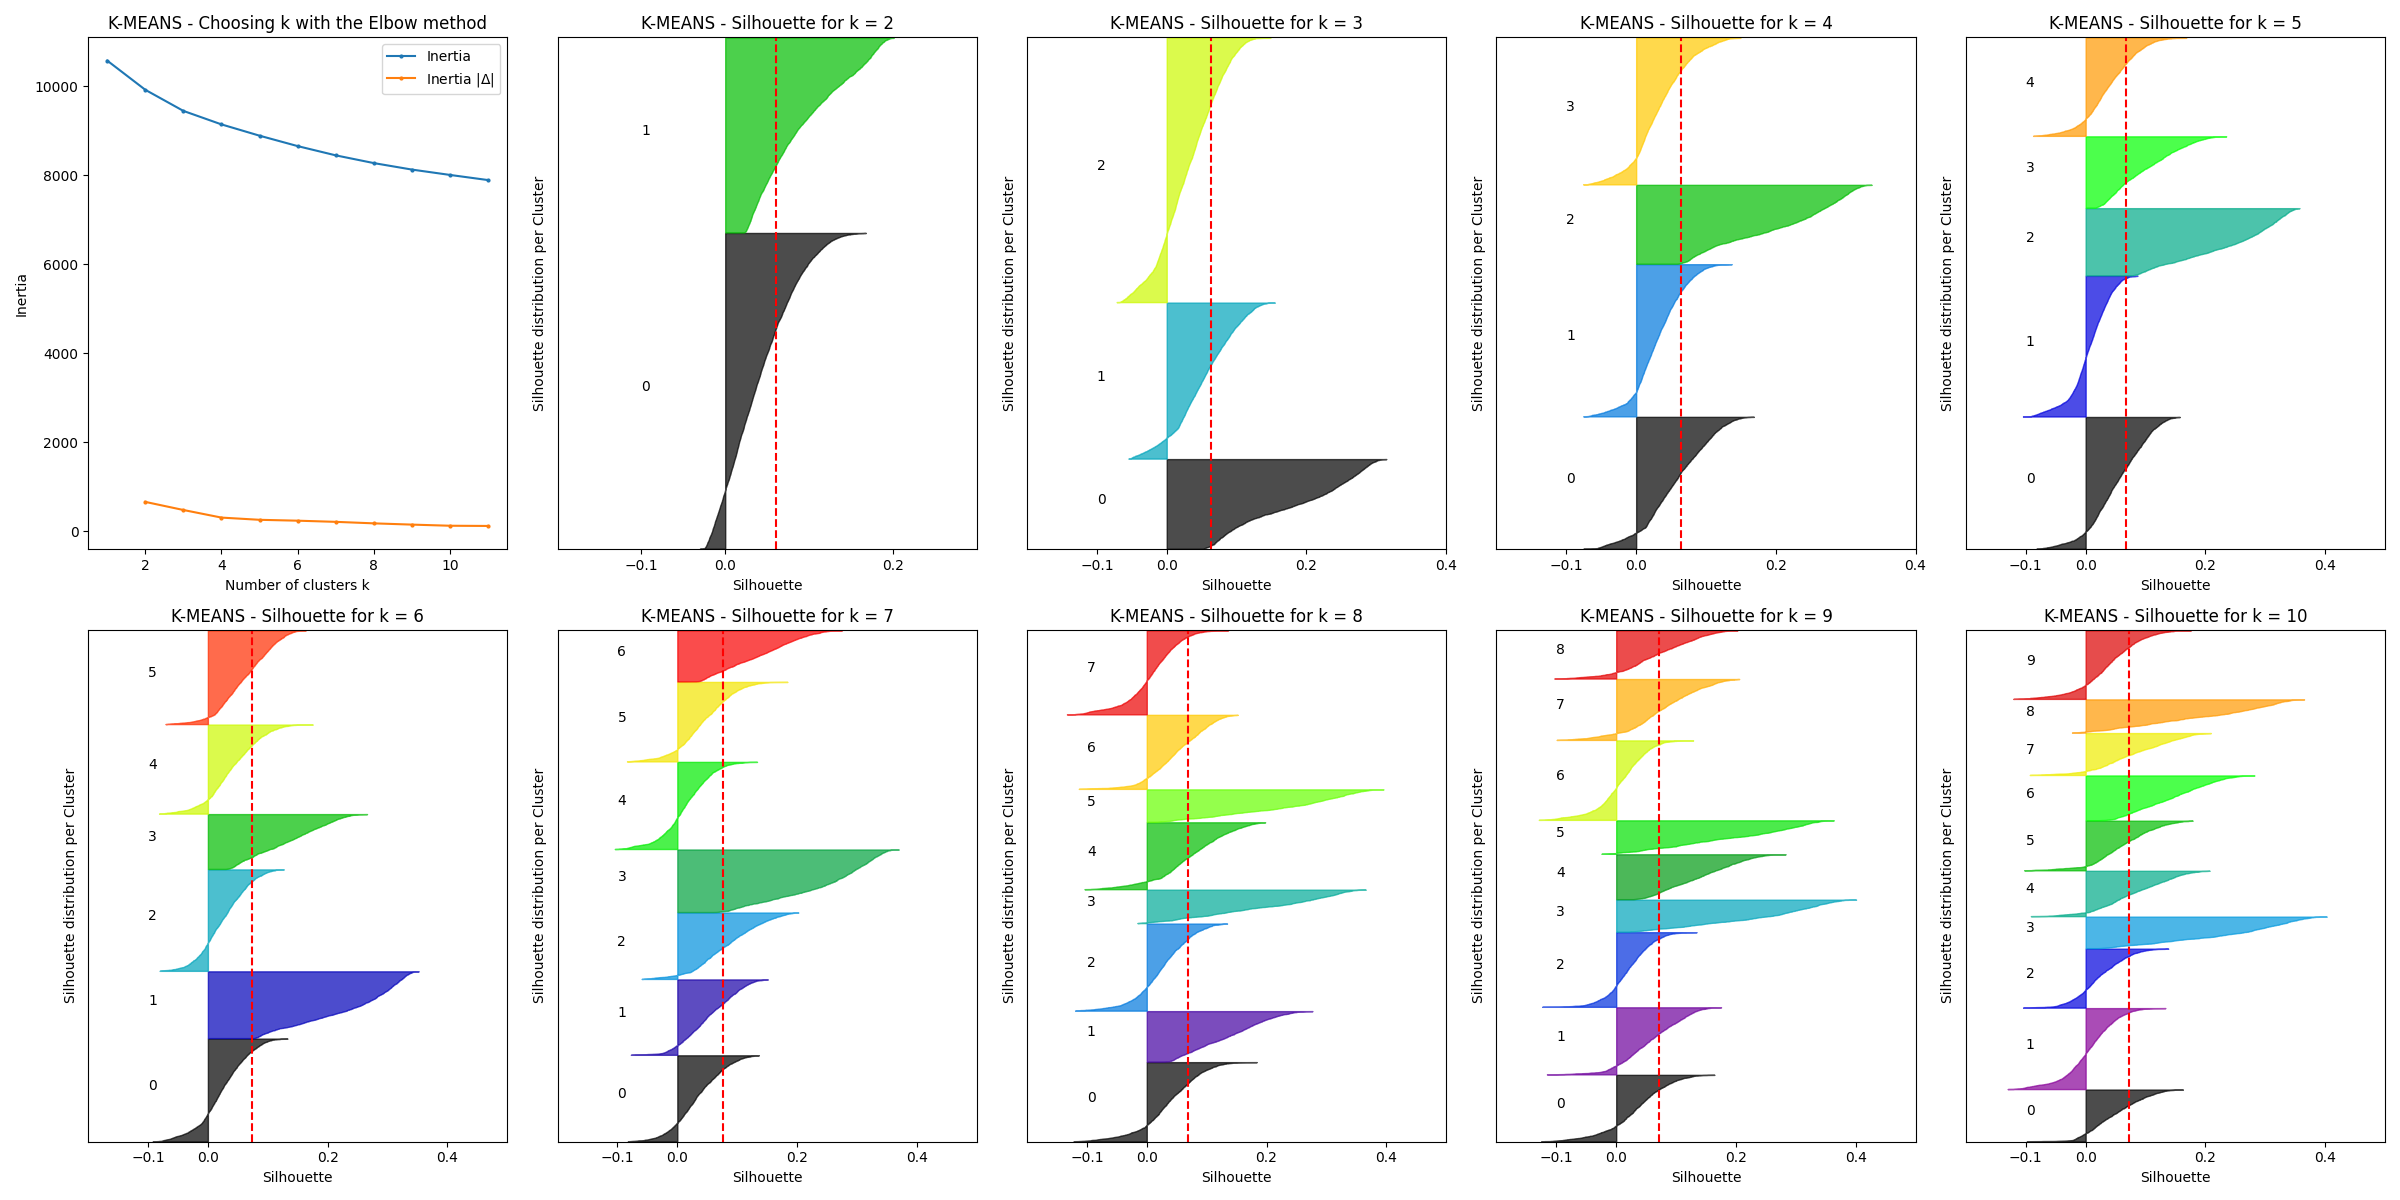 K-MEANS - Choosing k with the Elbow method
Inertia
Inertia |Δ|
10000
8000
6000
4000
2000
0
Inertia
2 4 6 8 10
Number of clusters k
K-MEANS - Silhouette for k = 2
Silhouette distribution per Cluster
1
0
−0.1 0.0 0.2
Silhouette
K-MEANS - Silhouette for k = 3
Silhouette distribution per Cluster
2
1
0
−0.1 0.0 0.2 0.4
Silhouette
K-MEANS - Silhouette for k = 4
Silhouette distribution per Cluster
3
2
1
0
−0.1 0.0 0.2 0.4
Silhouette
K-MEANS - Silhouette for k = 5
Silhouette distribution per Cluster
4
3
2
1
0
−0.1 0.0 0.2 0.4
Silhouette
K-MEANS - Silhouette for k = 6
Silhouette distribution per Cluster
5
4
3
2
1
0
−0.1 0.0 0.2 0.4
Silhouette
K-MEANS - Silhouette for k = 7
Silhouette distribution per Cluster
6
5
4
3
2
1
0
−0.1 0.0 0.2 0.4
Silhouette
K-MEANS - Silhouette for k = 8
Silhouette distribution per Cluster
7
6
5
4
3
2
1
0
−0.1 0.0 0.2 0.4
Silhouette
K-MEANS - Silhouette for k = 9
Silhouette distribution per Cluster
8
7
6
5
4
3
2
1
0
−0.1 0.0 0.2 0.4
Silhouette
K-MEANS - Silhouette for k = 10
Silhouette distribution per Cluster
9
8
7
6
5
4
3
2
1
0
−0.1 0.0 0.2 0.4
Silhouette